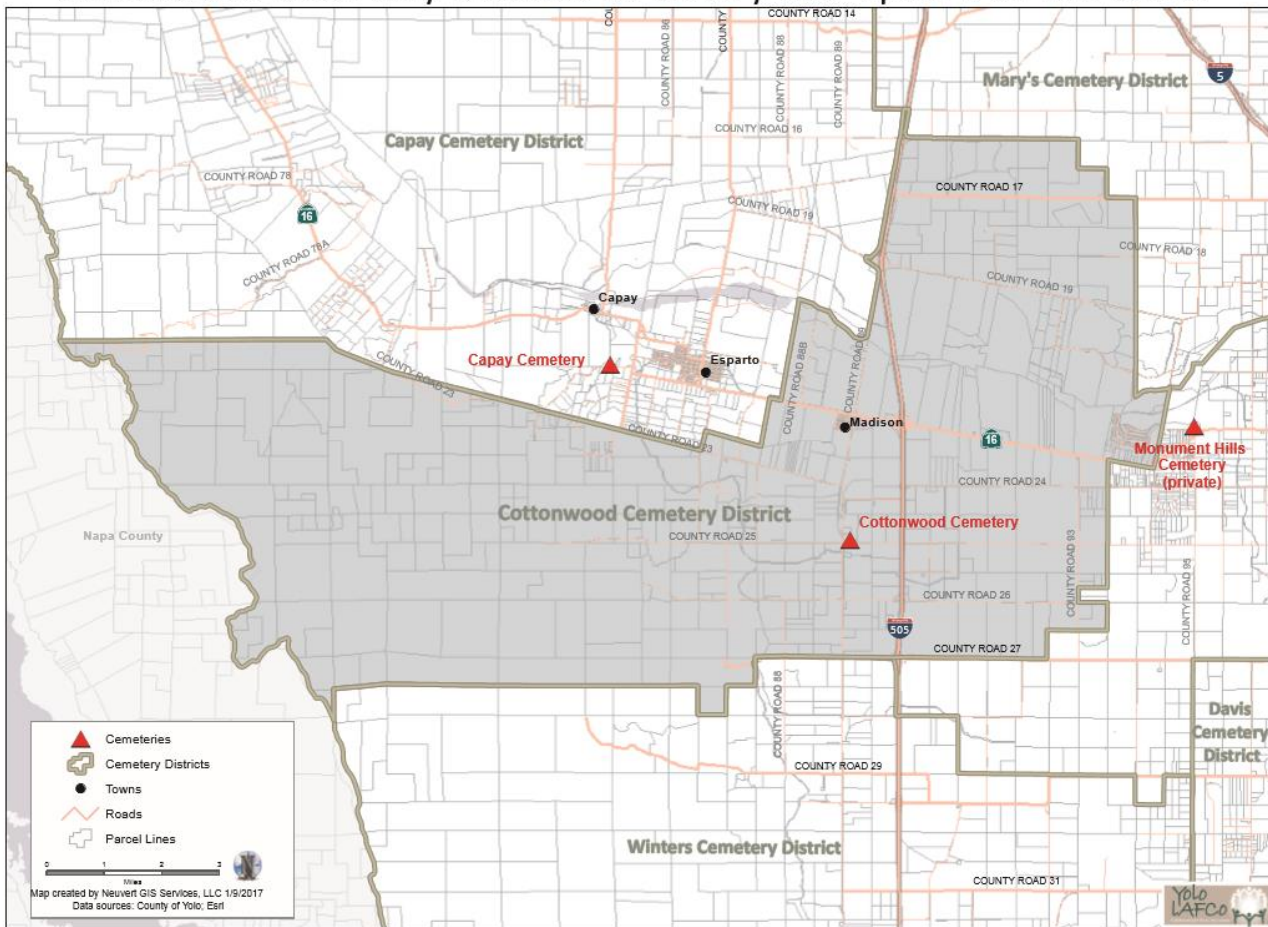 COUNTY ROAD 14
COUNTY
COUNTY ROAD 86
COUNTY
COUNTY ROAD 88
COUNTY ROAD 89
5
Mary's Cemetery District
COUNTY ROAD 16
Capay Cemetery District
COUNTY ROAD 78
COUNTY ROAD 17
16
COUNTY ROAD 19
COUNTY ROAD 18
COUNTY ROAD 78A
COUNTY ROAD 19
Capay
Capay Cemetery
Esparto
COUNTY ROAD 88B
COUNTY ROAD 23
Madison
16
COUNTY ROAD 23
Monument Hills
Cemetery
(private)
COUNTY ROAD 24
Cottonwood Cemetery District
Cottonwood Cemetery
Napa County
COUNTY ROAD 25
COUNTY ROAD 93
COUNTY ROAD 95
COUNTY ROAD 26
505
COUNTY ROAD 27
COUNTY ROAD 88
Davis
Cemetery
District
COUNTY ROAD 29
Winters Cemetery District
COUNTY ROAD 31
Cemeteries
Cemetery Districts
Towns
Roads
Parcel Lines
0 1 2 3
Miles
N
Map created by Neuvert GIS Services, LLC 1/9/2017
Data sources: County of Yolo; Esri
YOLO
LAFCo